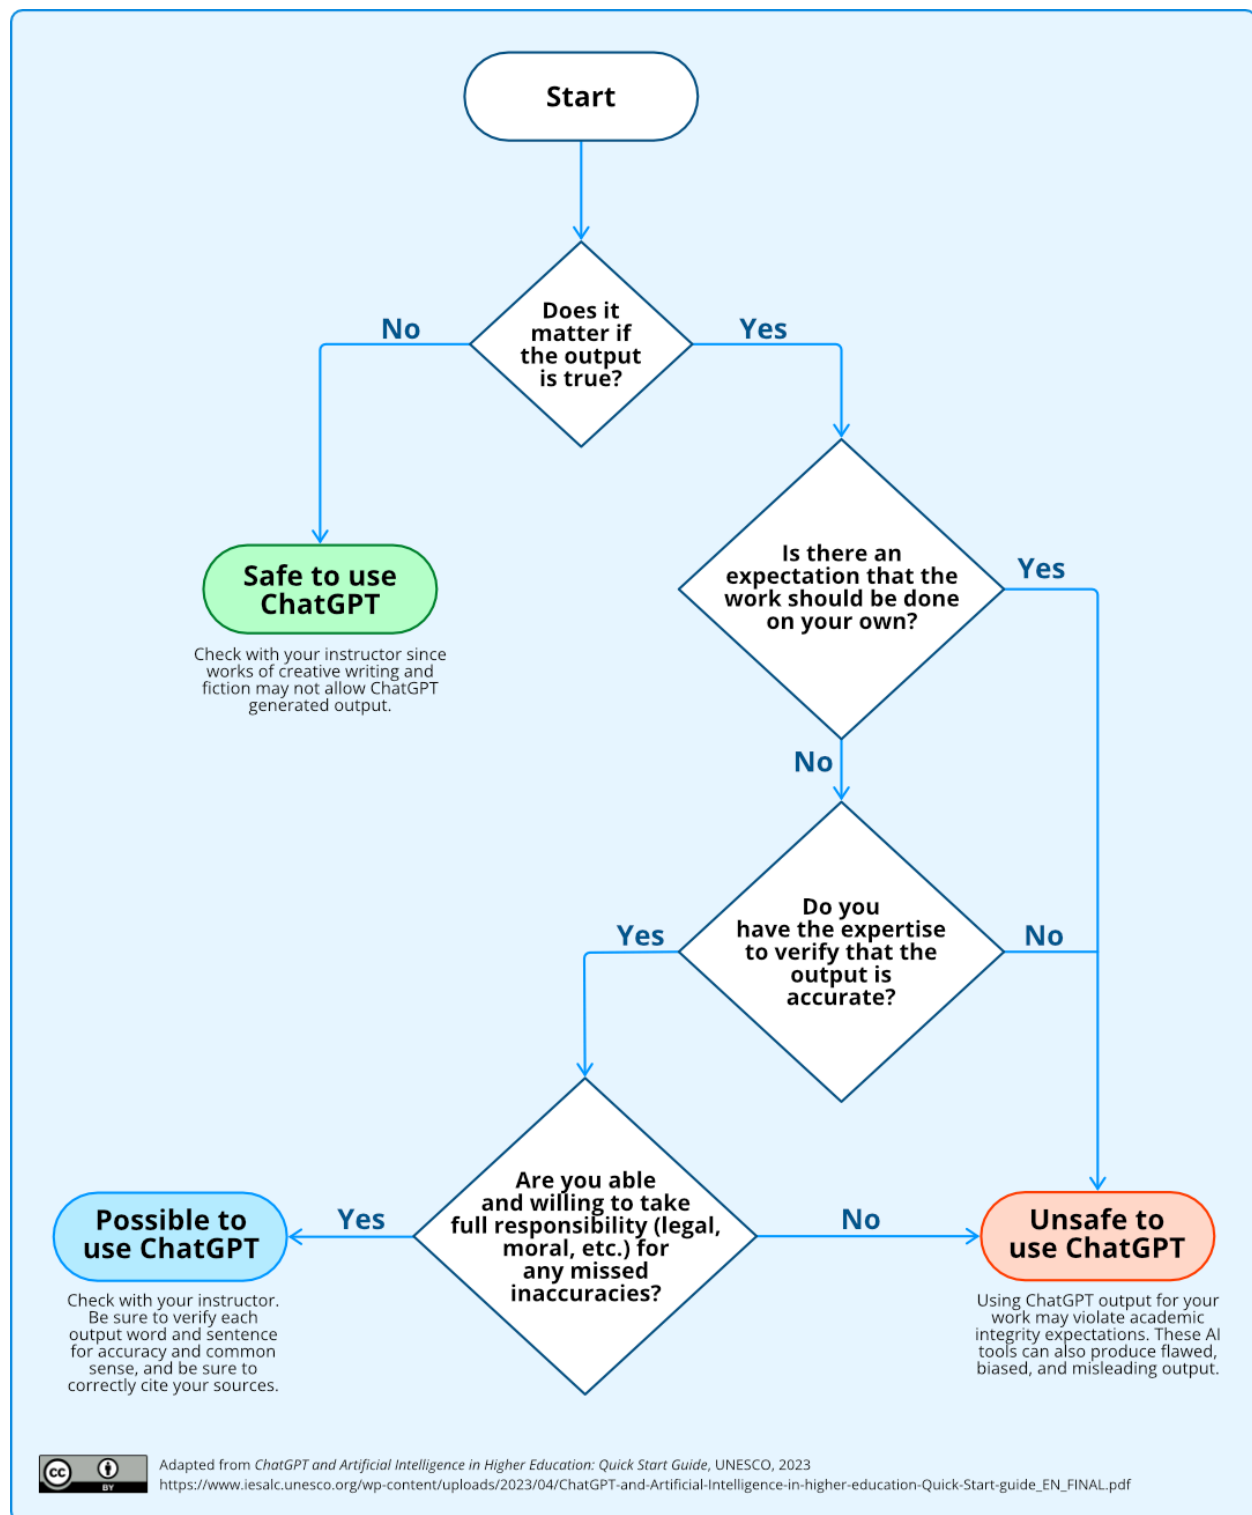 Start
Does it
matter if
the output
is true?
No
Yes
Safe to use
ChatGPT
Check with your instructor since
works of creative writing and
fiction may not allow ChatGPT
generated output.
Is there an
expectation that the
work should be done
on your own?
Yes
No
Do you
have the expertise
to verify that the
output is
accurate?
Yes
No
Are you able
and willing to take
full responsibility (legal,
moral, etc.) for
any missed
inaccuracies?
Yes
No
Possible to
use ChatGPT
Check with your instructor.
Be sure to verify each
output word and sentence
for accuracy and common
sense, and be sure to
correctly cite your sources.
Unsafe to
use ChatGPT
Using ChatGPT output for your
work may violate academic
integrity expectations. These AI
tools can also produce flawed,
biased, and misleading output.
cc
BY
Adapted from ChatGPT and Artificial Intelligence in Higher Education: Quick Start Guide, UNESCO, 2023
https://www.iesalc.unesco.org/wp-content/uploads/2023/04/ChatGPT-and-Artificial-Intelligence-in-higher-education-Quick-Start-guide_EN_FINAL.pdf